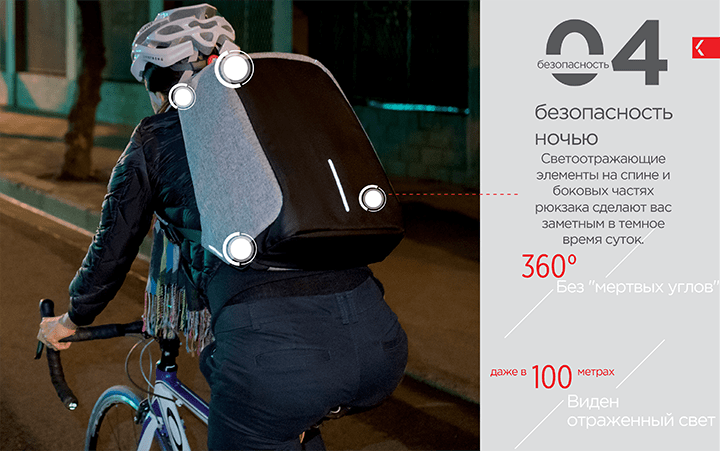 04
безопасность
безопасность
ночью
Светоотражающие
элементы на спине и
боковых частях
рюкзака сделают вас
заметным в темное
время суток.
360°
Без "мертвых углов"
даже в 100 метрах
Виден
отраженный свет